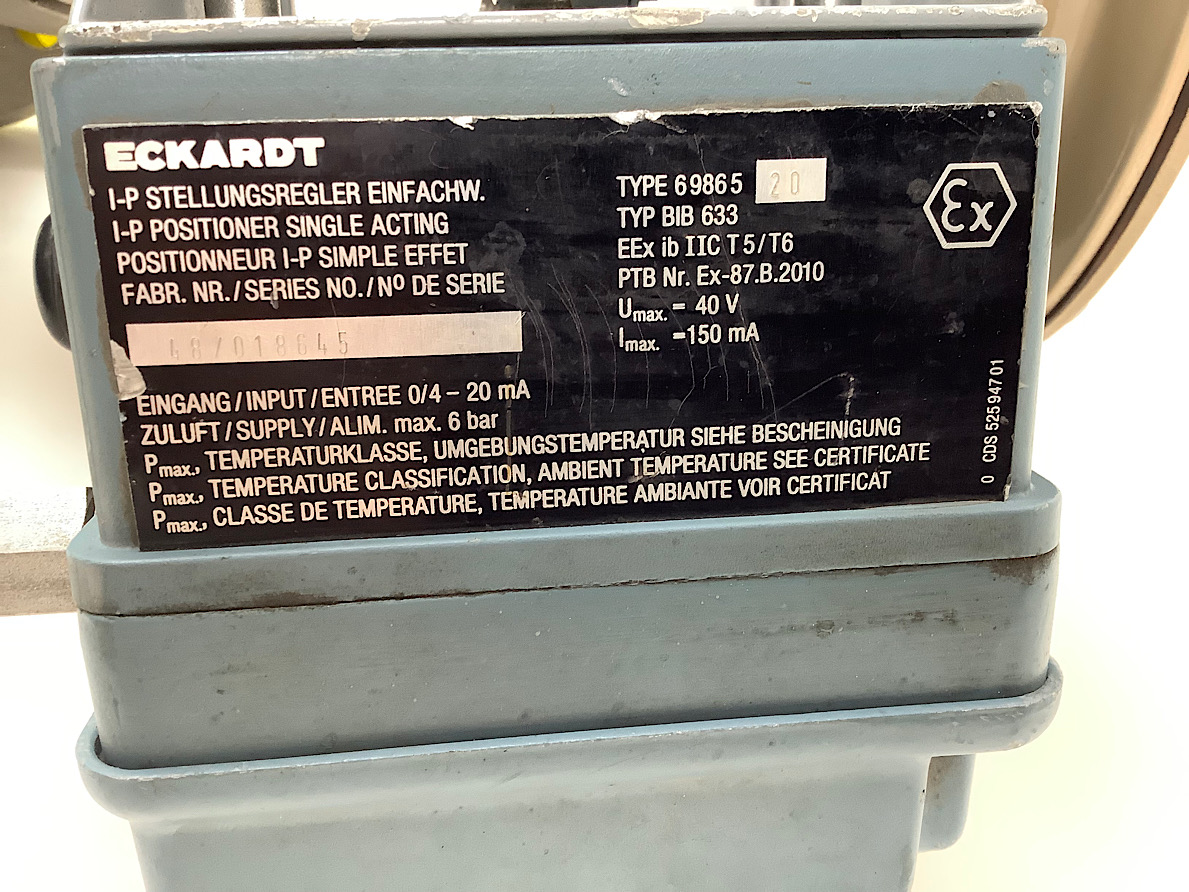 ECKARDT
I-P STELLUNGSREGLER EINFACHW.
I-P POSITIONER SINGLE ACTING
POSITIONNEUR I-P SIMPLE EFFET
FABR. NR./SERIES NO./Nº DE SERIE
48/018645
EINGANG/INPUT/ENTREE 0/4 – 20 mA
ZULUFT/SUPPLY/ALIM. max. 6 bar
Pmax., TEMPERATURKLASSE, UMGEBUNGSTEMPERATUR SIEHE BESCHEINIGUNG
Pmax., TEMPERATURE CLASSIFICATION, AMBIENT TEMPERATURE SEE CERTIFICATE
Pmax., CLASSE DE TEMPERATURE, TEMPERATURE AMBIANTE VOIR CERTIFICAT
TYPE 69865 20
TYP BIB 633
EEx ib IIC T5/T6
PTB Nr. Ex-87.B.2010
Umax. = 40 V
Imax. =150 mA
Ex
0 CDS 52594701